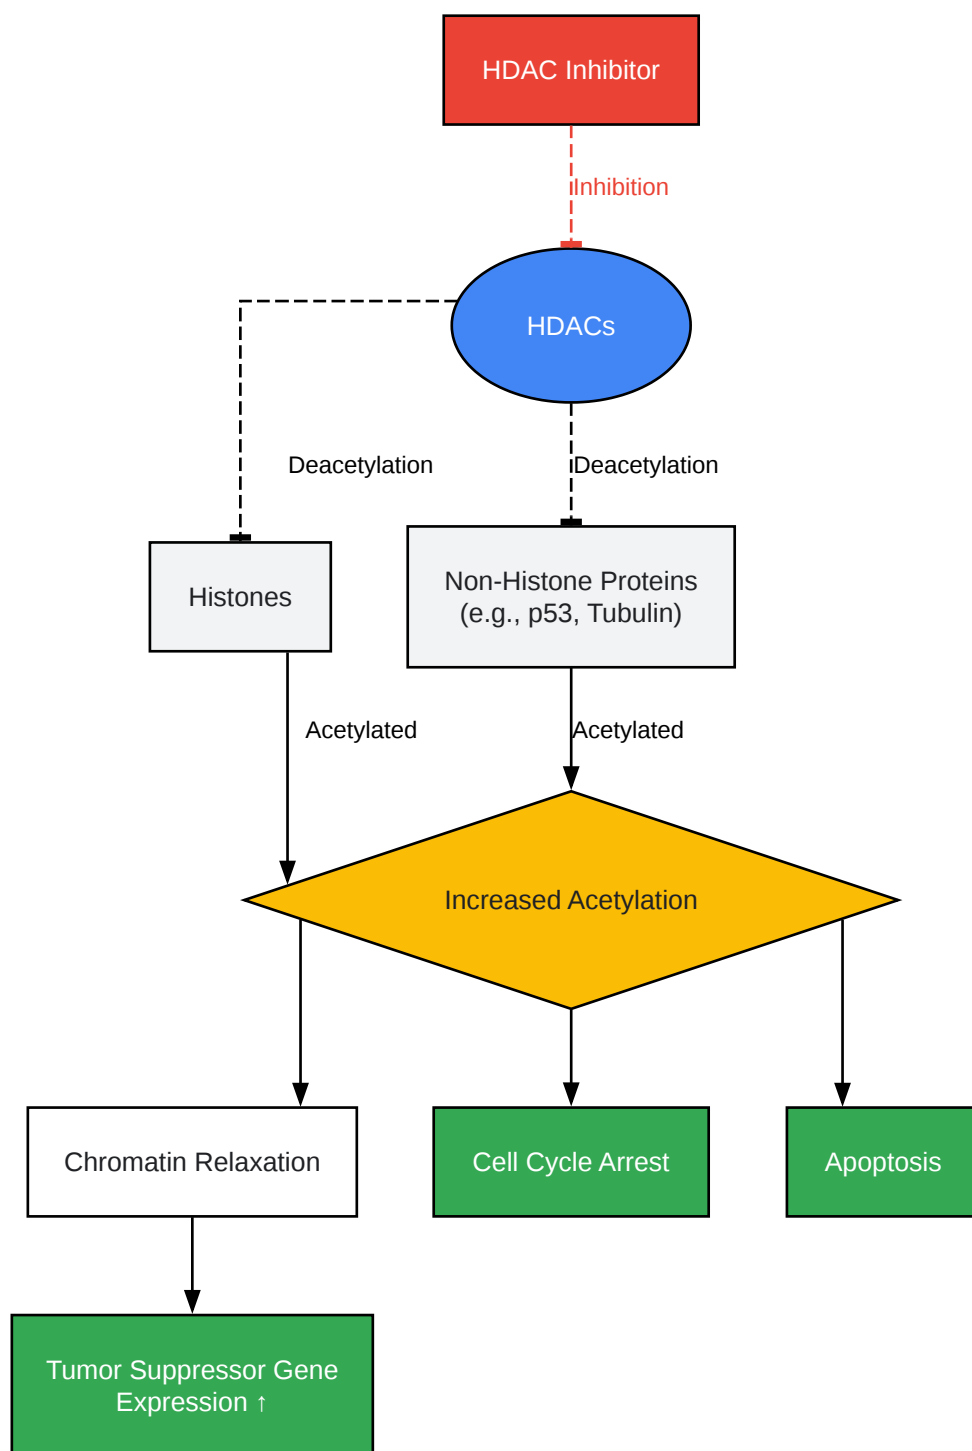 HDAC Inhibitor
Inhibition
HDACs
Deacetylation
Deacetylation
Histones
Non-Histone Proteins
(e.g., p53, Tubulin)
Acetylated
Acetylated
Increased Acetylation
Chromatin Relaxation
Cell Cycle Arrest
Apoptosis
Tumor Suppressor Gene
Expression ↑